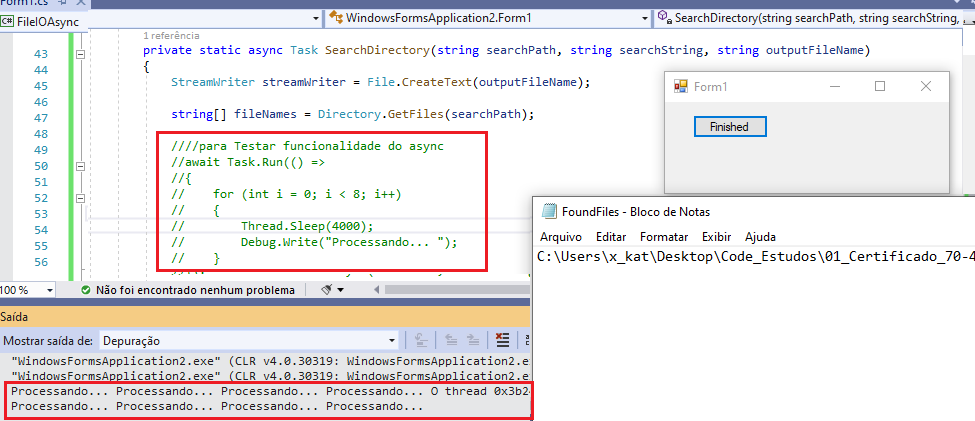 Form1.cs
FileIOAsync
WindowsFormsApplication2.Form1
SearchDirectory(string searchPath, string searchString,
1 referência
43 private static async Task SearchDirectory(string searchPath, string searchString, string outputFileName)
44 {
45 StreamWriter streamWriter = File.CreateText(outputFileName);
46
47 string[] fileNames = Directory.GetFiles(searchPath);
48
49 ////para Testar funcionalidade do async
50 //await Task.Run(() =>
51 //{
52 // for (int i = 0; i < 8; i++)
53 // {
54 // Thread.Sleep(4000);
55 // Debug.Write("Processando... ");
56 // }
Form1
Finished
FoundFiles - Bloco de Notas
Arquivo Editar Formatar Exibir Ajuda
C:\Users\x_kat\Desktop\Code_Estudos\01_Certificado_70-4
100 % Não foi encontrado nenhum problema
Saída
Mostrar saída de: Depuração
"WindowsFormsApplication2.exe" (CLR v4.0.30319: WindowsFormsApplication2.exe
"WindowsFormsApplication2.exe" (CLR v4.0.30319: WindowsFormsApplication2.exe
Processando... Processando... Processando... Processando... O thread 0x3b2
Processando... Processando... Processando... Processando...